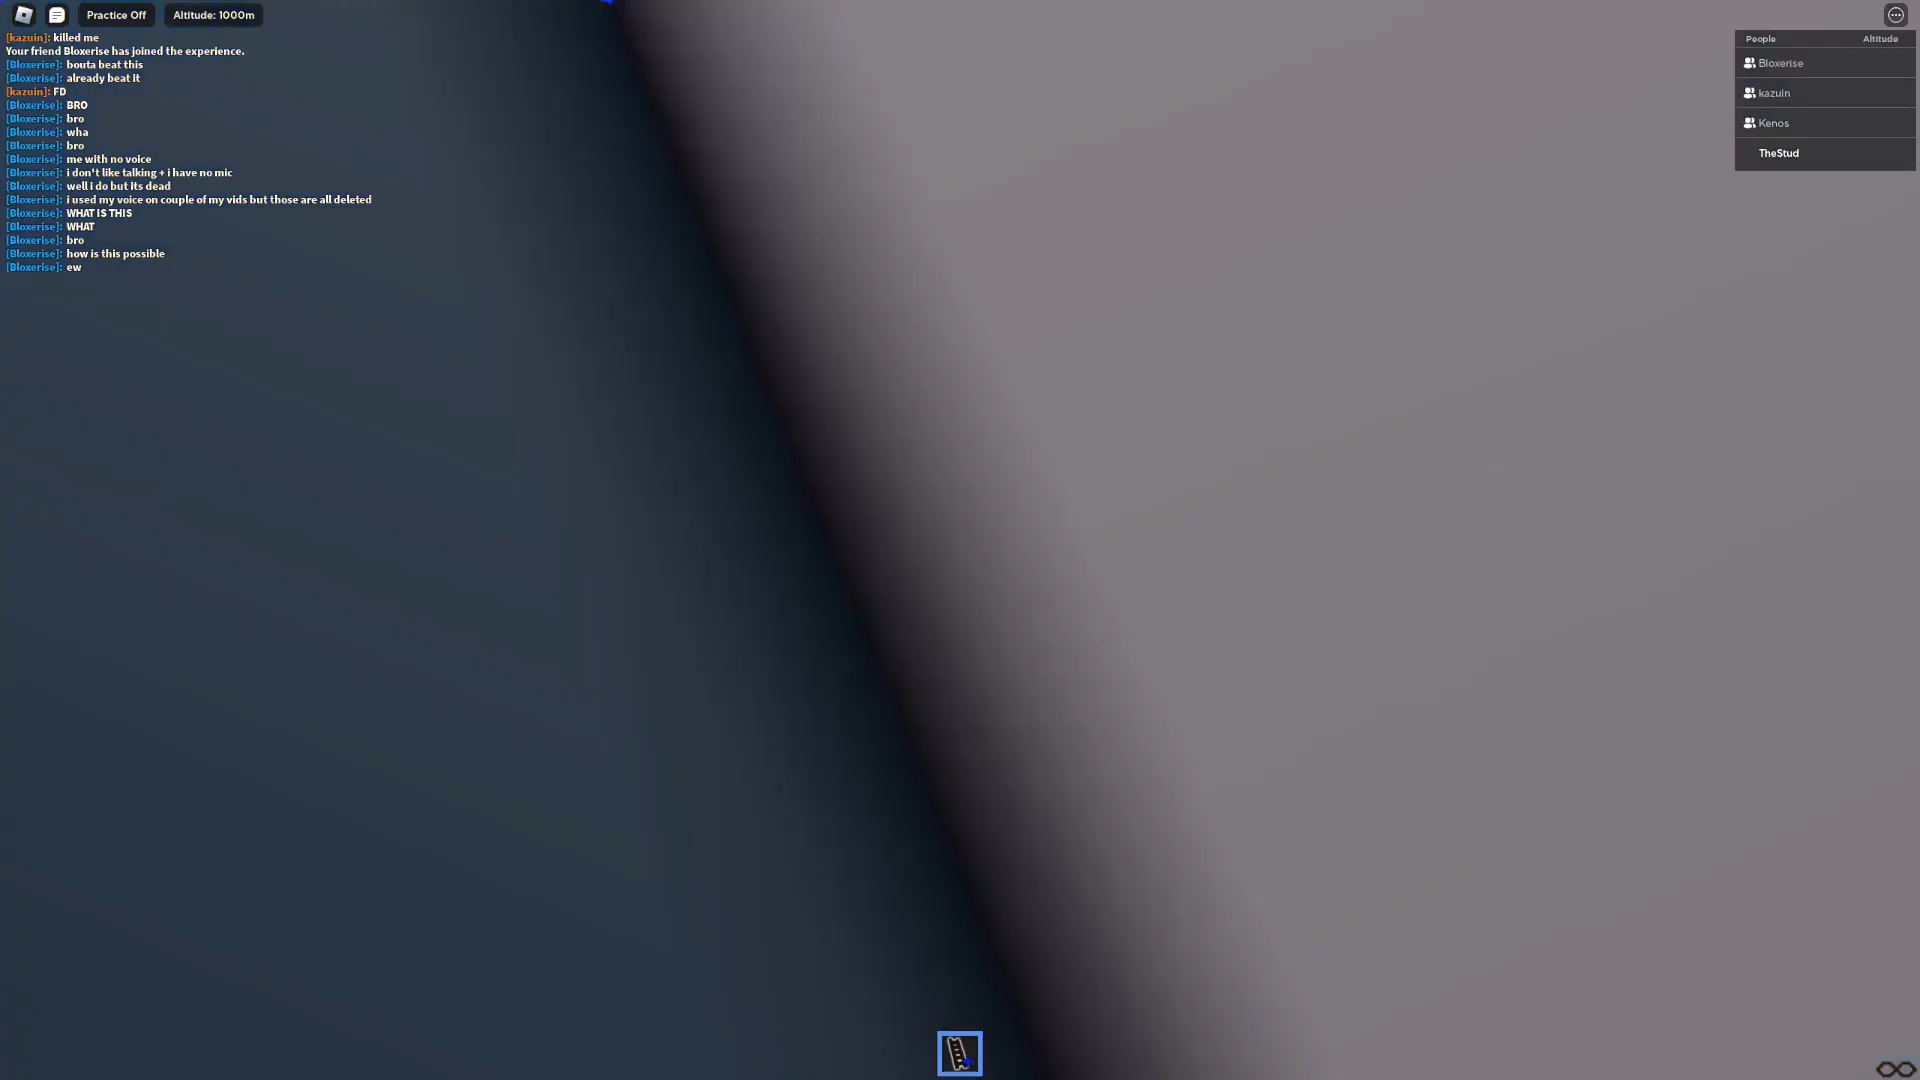 Practice Off
Altitude: 1000m
[kazuin]: killed me
Your friend Bloxerise has joined the experience.
[Bloxerise]: bouta beat this
[Bloxerise]: already beat it
[kazuin]: FD
[Bloxerise]: BRO
[Bloxerise]: bro
[Bloxerise]: wha
[Bloxerise]: bro
[Bloxerise]: me with no voice
[Bloxerise]: i don't like talking + i have no mic
[Bloxerise]: well i do but its dead
[Bloxerise]: i used my voice on couple of my vids but those are all deleted
[Bloxerise]: WHAT IS THIS
[Bloxerise]: WHAT
[Bloxerise]: bro
[Bloxerise]: how is this possible
[Bloxerise]: ew
People Altitude
Bloxerise
kazuin
Kenos
TheStud